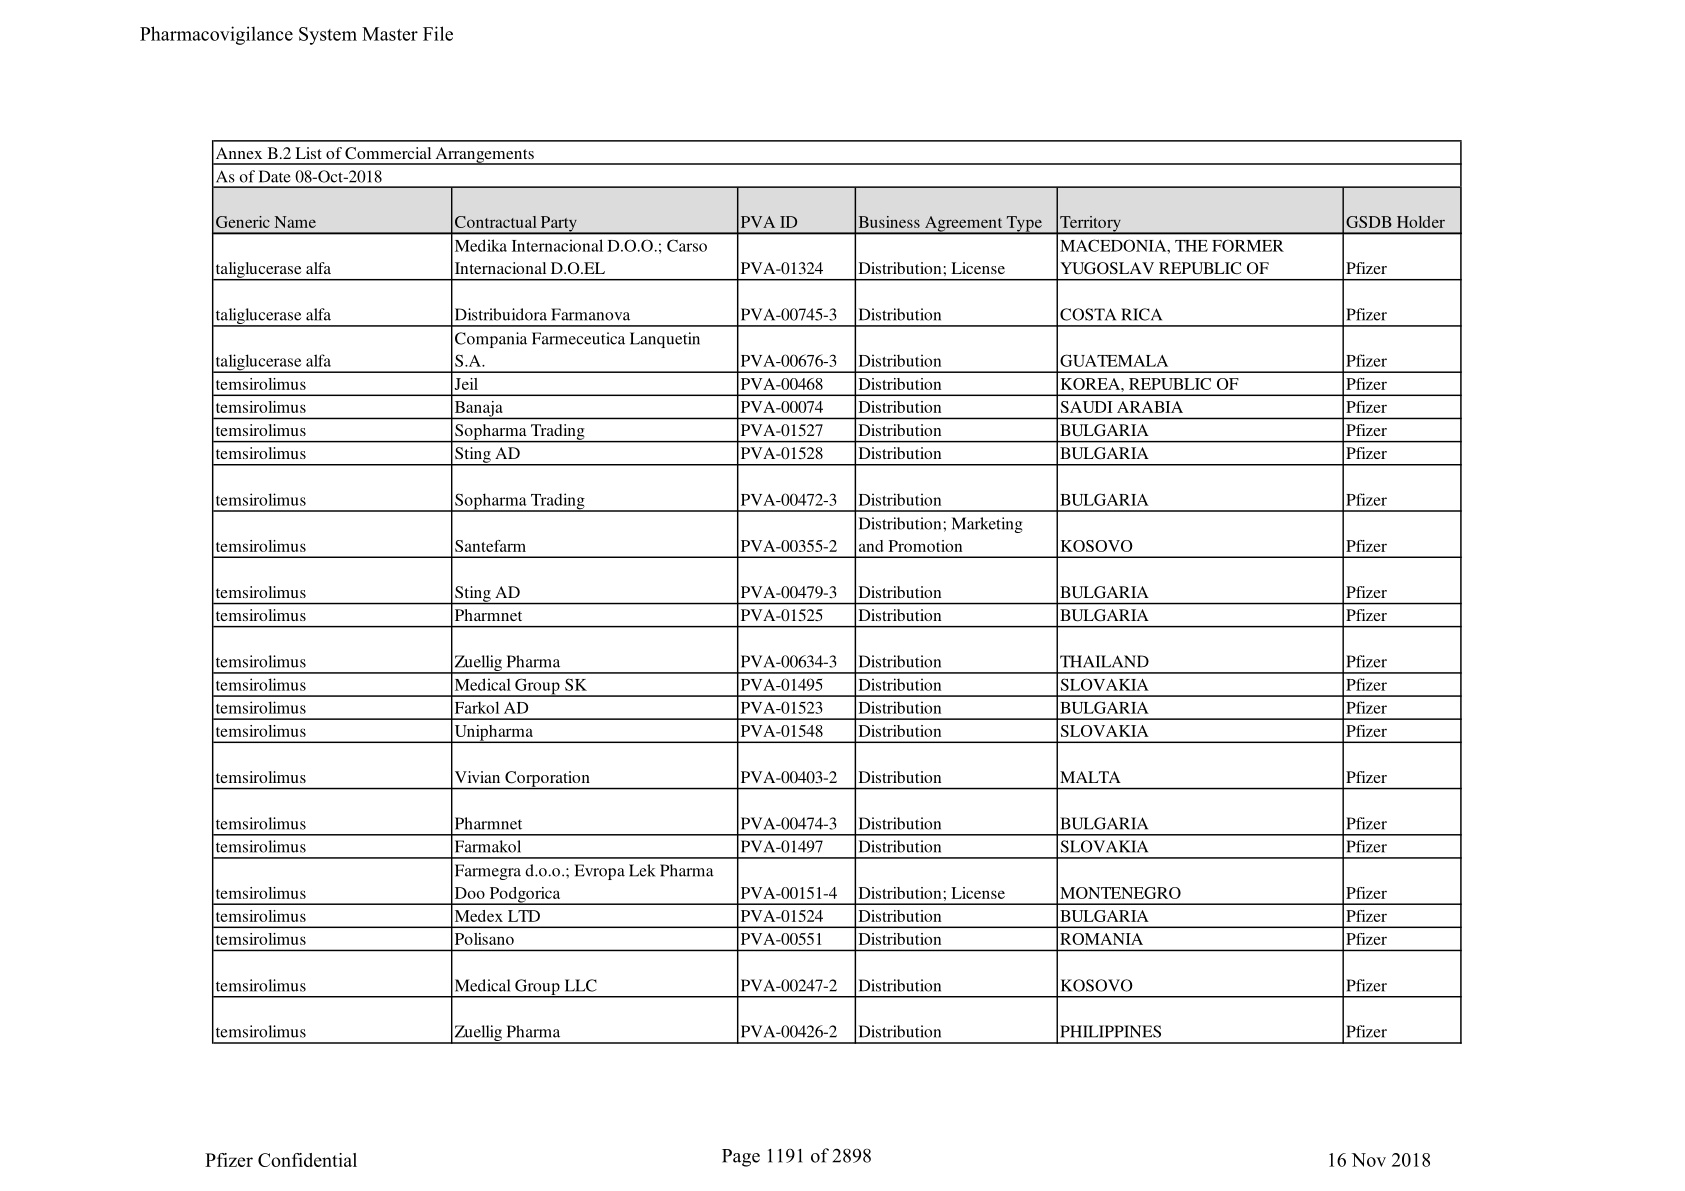 Pharmacovigilance System Master File
Annex B.2 List of Commercial Arrangements
As of Date 08-Oct-2018
Generic Name Contractual Party PVA ID Business Agreement Type Territory GSDB Holder
Medika Internacional D.O.O.; Carso MACEDONIA, THE FORMER
taliglucerase alfa Internacional D.O.EL PVA-01324 Distribution; License YUGOSLAV REPUBLIC OF Pfizer
taliglucerase alfa Distribuidora Farmanova PVA-00745-3 Distribution COSTA RICA Pfizer
Compania Farmeceutica Lanquetin
taliglucerase alfa S.A. PVA-00676-3 Distribution GUATEMALA Pfizer
temsirolimus Jeil PVA-00468 Distribution KOREA, REPUBLIC OF Pfizer
temsirolimus Banaja PVA-00074 Distribution SAUDI ARABIA Pfizer
temsirolimus Sopharma Trading PVA-01527 Distribution BULGARIA Pfizer
temsirolimus Sting AD PVA-01528 Distribution BULGARIA Pfizer
temsirolimus Sopharma Trading PVA-00472-3 Distribution BULGARIA Pfizer
Distribution; Marketing
temsirolimus Santefarm PVA-00355-2 and Promotion KOSOVO Pfizer
temsirolimus Sting AD PVA-00479-3 Distribution BULGARIA Pfizer
temsirolimus Pharmnet PVA-01525 Distribution BULGARIA Pfizer
temsirolimus Zuellig Pharma PVA-00634-3 Distribution THAILAND Pfizer
temsirolimus Medical Group SK PVA-01495 Distribution SLOVAKIA Pfizer
temsirolimus Farkol AD PVA-01523 Distribution BULGARIA Pfizer
temsirolimus Unipharma PVA-01548 Distribution SLOVAKIA Pfizer
temsirolimus Vivian Corporation PVA-00403-2 Distribution MALTA Pfizer
temsirolimus Pharmnet PVA-00474-3 Distribution BULGARIA Pfizer
temsirolimus Farmakol PVA-01497 Distribution SLOVAKIA Pfizer
Farmegra d.o.o.; Evropa Lek Pharma
temsirolimus Doo Podgorica PVA-00151-4 Distribution; License MONTENEGRO Pfizer
temsirolimus Medex LTD PVA-01524 Distribution BULGARIA Pfizer
temsirolimus Polisano PVA-00551 Distribution ROMANIA Pfizer
temsirolimus Medical Group LLC PVA-00247-2 Distribution KOSOVO Pfizer
temsirolimus Zuellig Pharma PVA-00426-2 Distribution PHILIPPINES Pfizer
Pfizer Confidential Page 1191 of 2898 16 Nov 2018